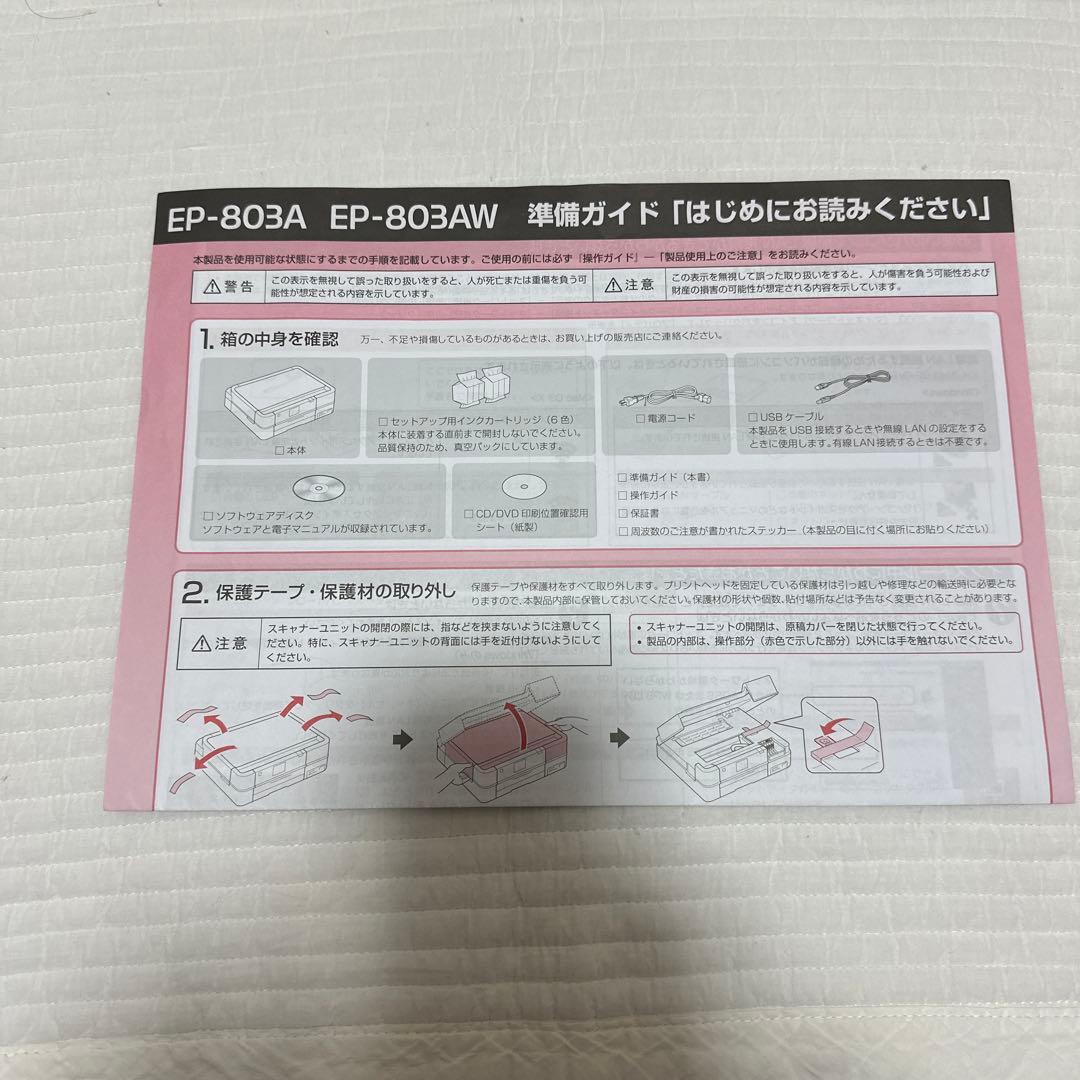 EP-803A EP-803AW 準備ガイド「はじめにお読みください」
本製品を使用可能な状態にするまでの手順を記載しています。ご使用の前には必ず『操作ガイド』―「製品使用上のご注意」をお読みください。
⚠警告
この表示を無視して誤った取り扱いをすると、人が死亡または重傷を負う可
能性が想定される内容を示しています。
⚠注意
この表示を無視して誤った取り扱いをすると、人が傷害を負う可能性および
財産の損害の可能性が想定される内容を示しています。
1. 箱の中身を確認 万一、不足や損傷しているものがあるときは、お買い上げの販売店にご連絡ください。
□ 本体
□ セットアップ用インクカートリッジ（6色）
本体に装着する直前まで開封しないでください。
品質保持のため、真空パックにしています。
□ 電源コード
□ USB ケーブル
本製品を USB 接続するときや無線 LAN の設定をする
ときに使用します。有線 LAN 接続するときは不要です。
□ ソフトウェアディスク
ソフトウェアと電子マニュアルが収録されています。
□ CD/DVD 印刷位置確認用
シート（紙製）
□ 準備ガイド（本書）
□ 操作ガイド
□ 保証書
□ 周波数のご注意が書かれたステッカー（本製品の目に付く場所にお貼りください）
2. 保護テープ・保護材の取り外し
保護テープや保護材をすべて取り外します。プリントヘッドを固定している保護材は引っ越しや修理などの輸送時に必要とな
りますので、本製品内部に保管しておいてください。保護材の形状や個数、貼付場所などは予告なく変更されることがあります。
⚠注意
スキャナーユニットの開閉の際には、指などを挟まないように注意してく
ださい。特に、スキャナーユニットの背面には手を近付けないようにして
ください。
• スキャナーユニットの開閉は、原稿カバーを閉じた状態で行ってください。
• 製品の内部は、操作部分（赤色で示した部分）以外には手を触れないでください。